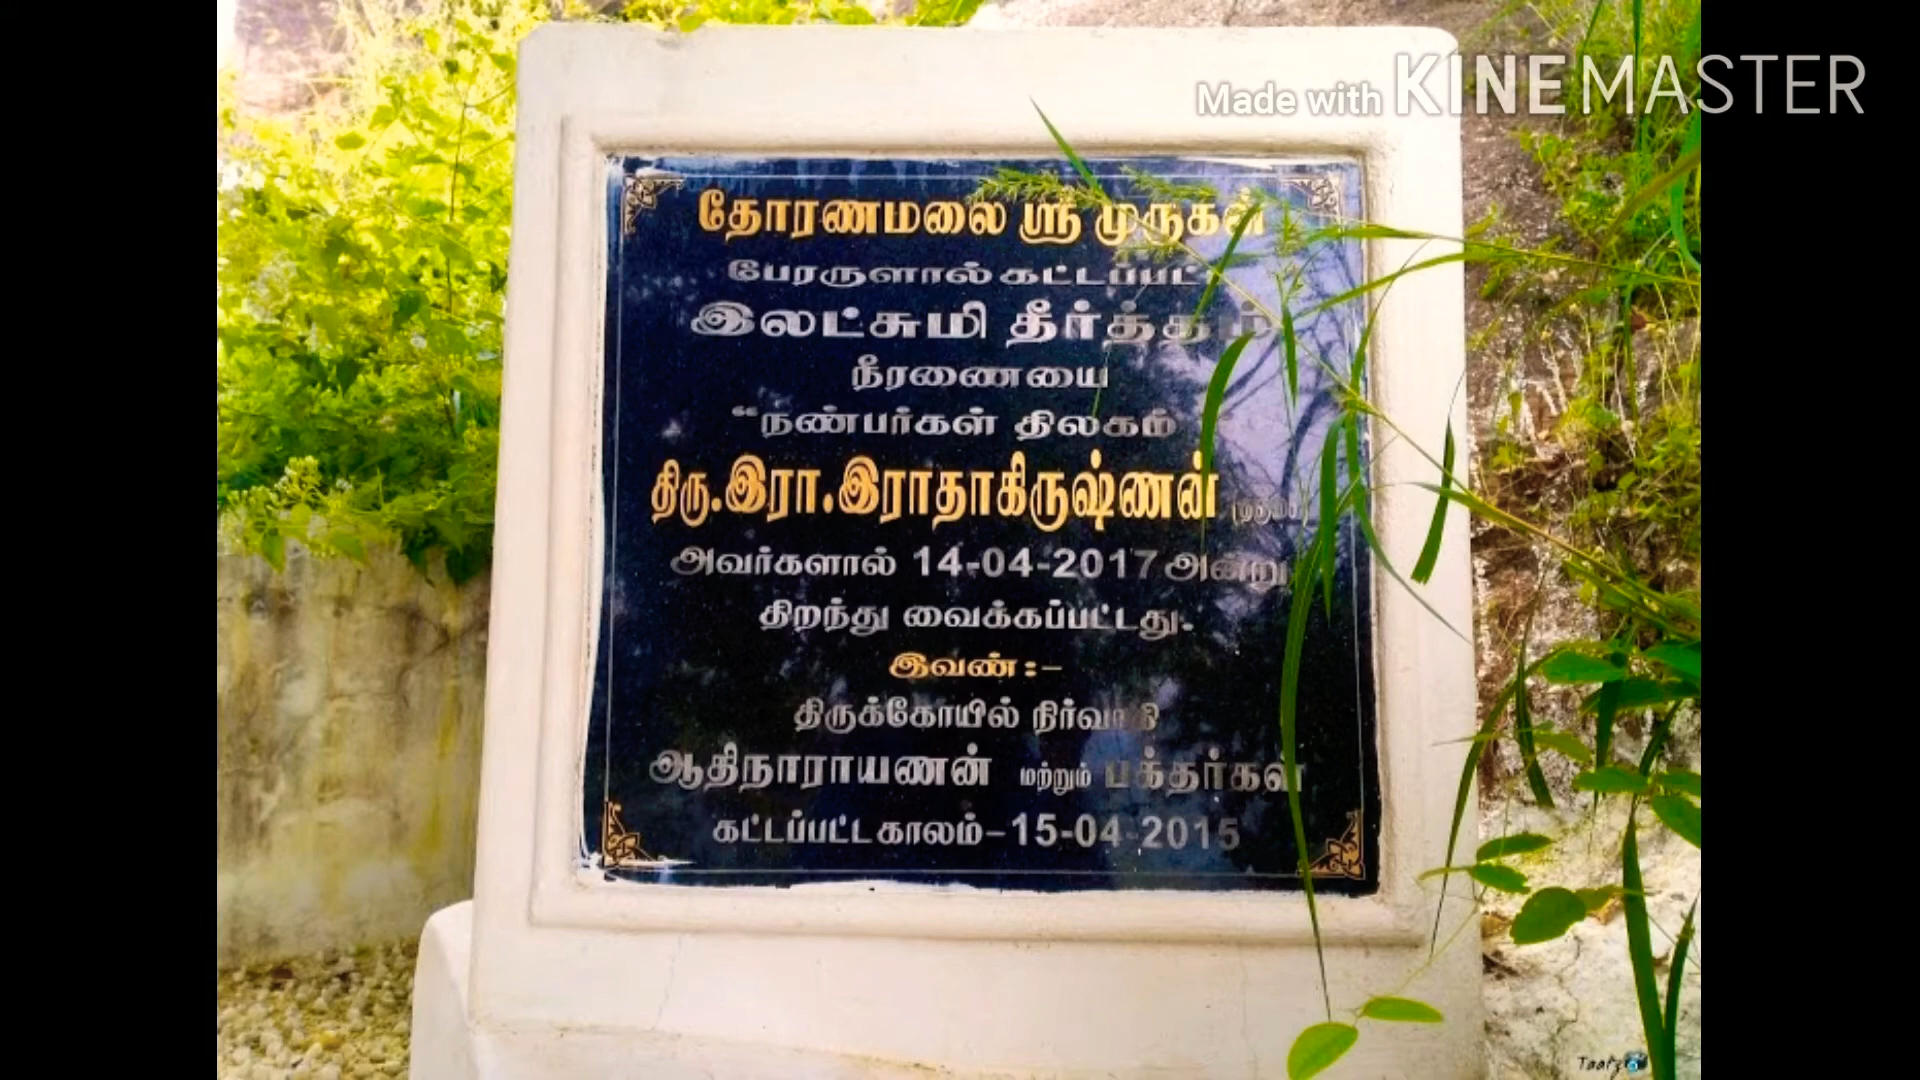 Made with KINEMASTER
தோரணமலை ஸ்ரீ முருகன்
பேரருளால் கட்டப்பட்ட
இலட்சுமி தீர்த்தம்
நீரணையை
“நண்பர்கள் திலகம்
திரு.இரா.இராதாகிருஷ்ணன்
அவர்களால் 14-04-2017 அன்று
திறந்து வைக்கப்பட்டது.
இவண்:-
திருக்கோயில் நிர்வாகி
ஆதிநாராயணன் மற்றும் பக்தர்கள்
கட்டப்பட்டகாலம்-15-04-2015